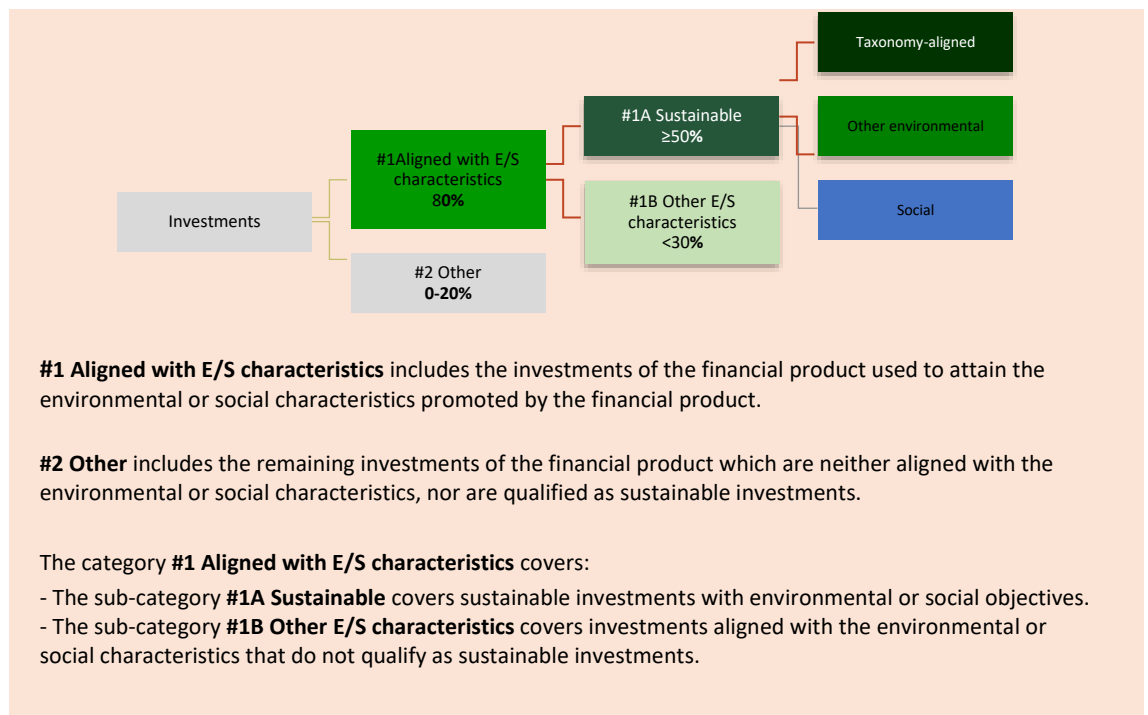 Taxonomy-aligned
#1A Sustainable
≥50%
Other environmental
#1Aligned with E/S
characteristics
80%
#1B Other E/S
characteristics
<30%
Social
Investments
#2 Other
0-20%
#1 Aligned with E/S characteristics includes the investments of the financial product used to attain the
environmental or social characteristics promoted by the financial product.
#2 Other includes the remaining investments of the financial product which are neither aligned with the
environmental or social characteristics, nor are qualified as sustainable investments.
The category #1 Aligned with E/S characteristics covers:
- The sub-category #1A Sustainable covers sustainable investments with environmental or social objectives.
- The sub-category #1B Other E/S characteristics covers investments aligned with the environmental or
social characteristics that do not qualify as sustainable investments.